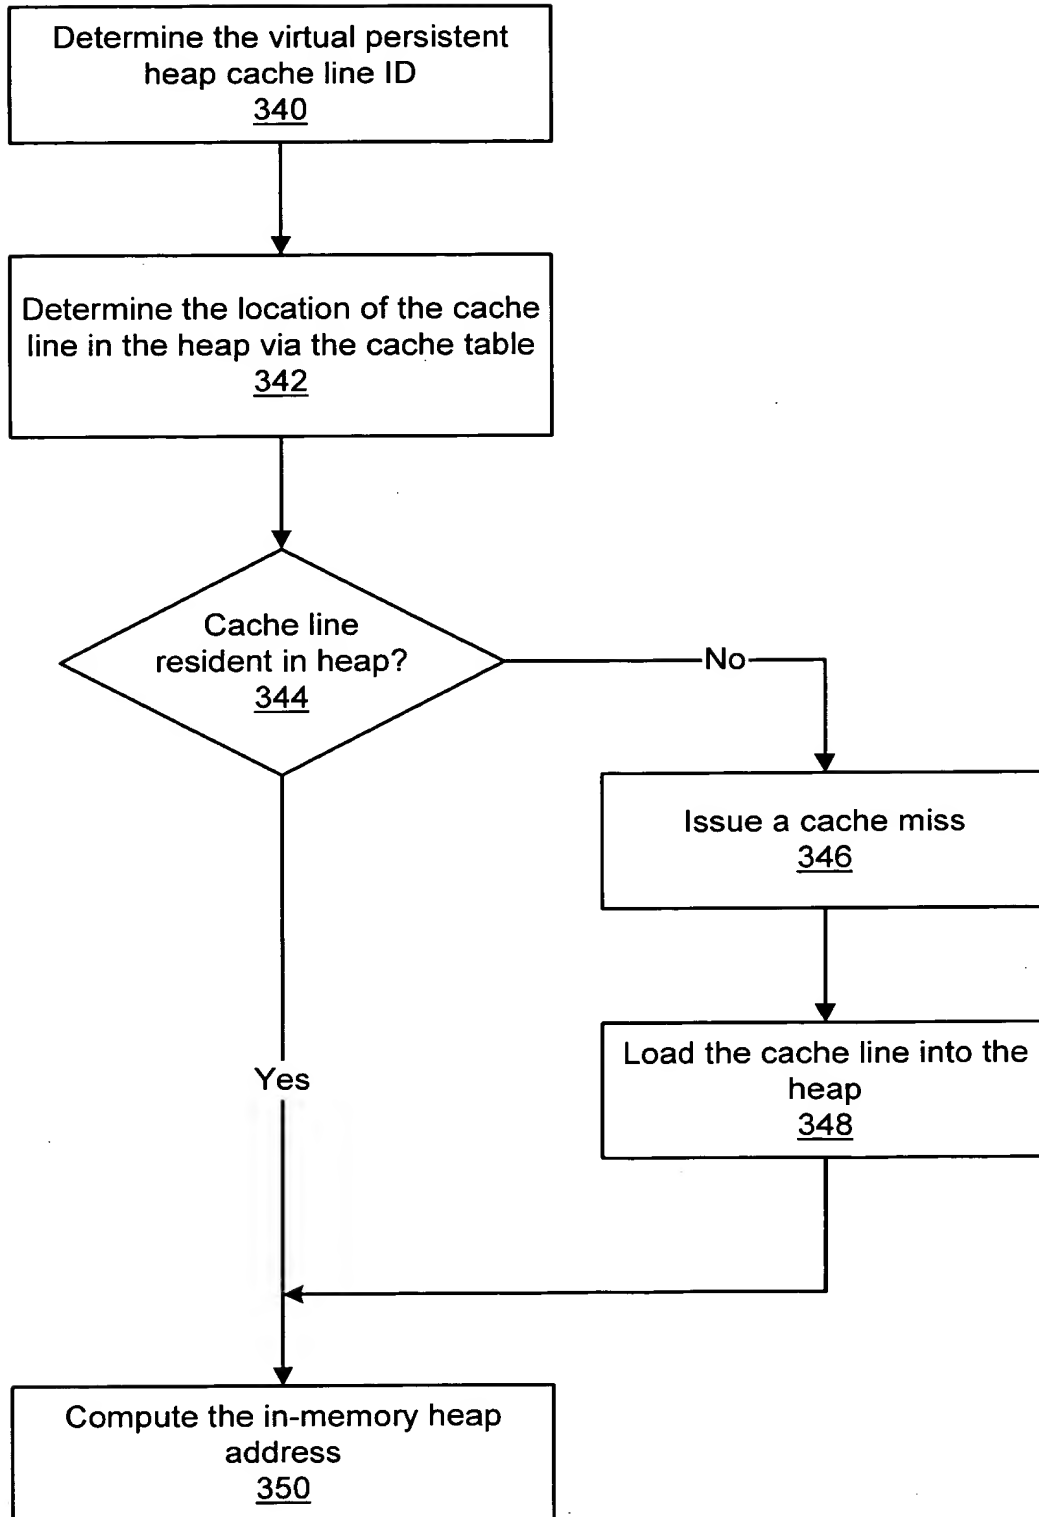 Determine the virtual persistent
heap cache line ID
340
Determine the location of the cache
line in the heap via the cache table
342
Cache line
resident in heap?
344
No
Issue a cache miss
346
Load the cache line into the
heap
348
Yes
Compute the in-memory heap
address
350